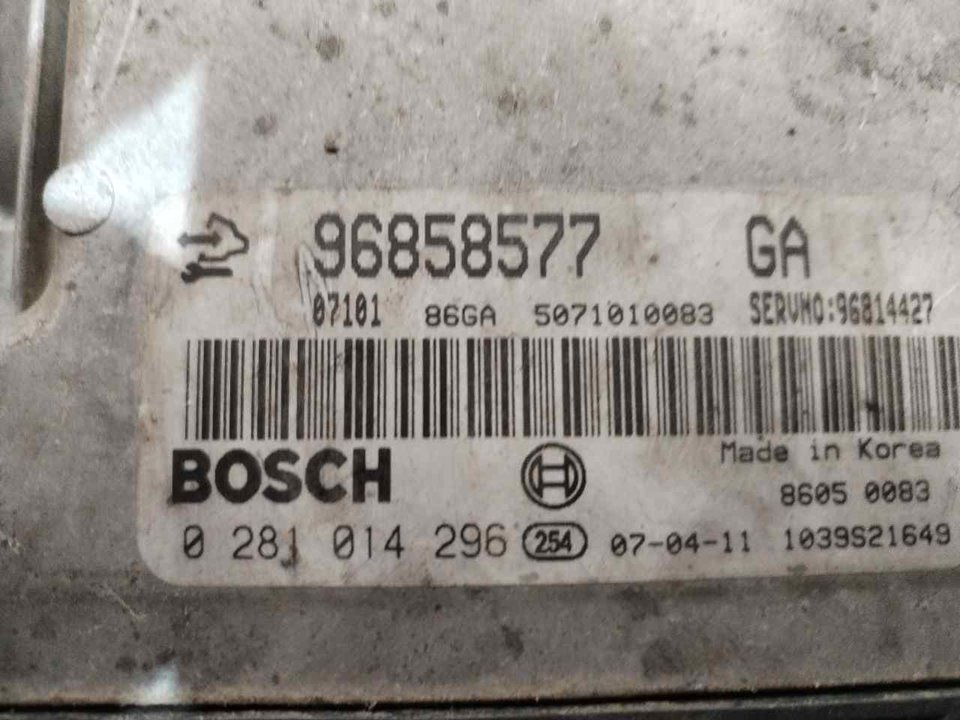 96858577 GA
07101 86GA 5071010083 SERVNO:96814427
BOSCH
Made in Korea
8605 0083
0 281 014 296 254 07-04-11 1039S21649